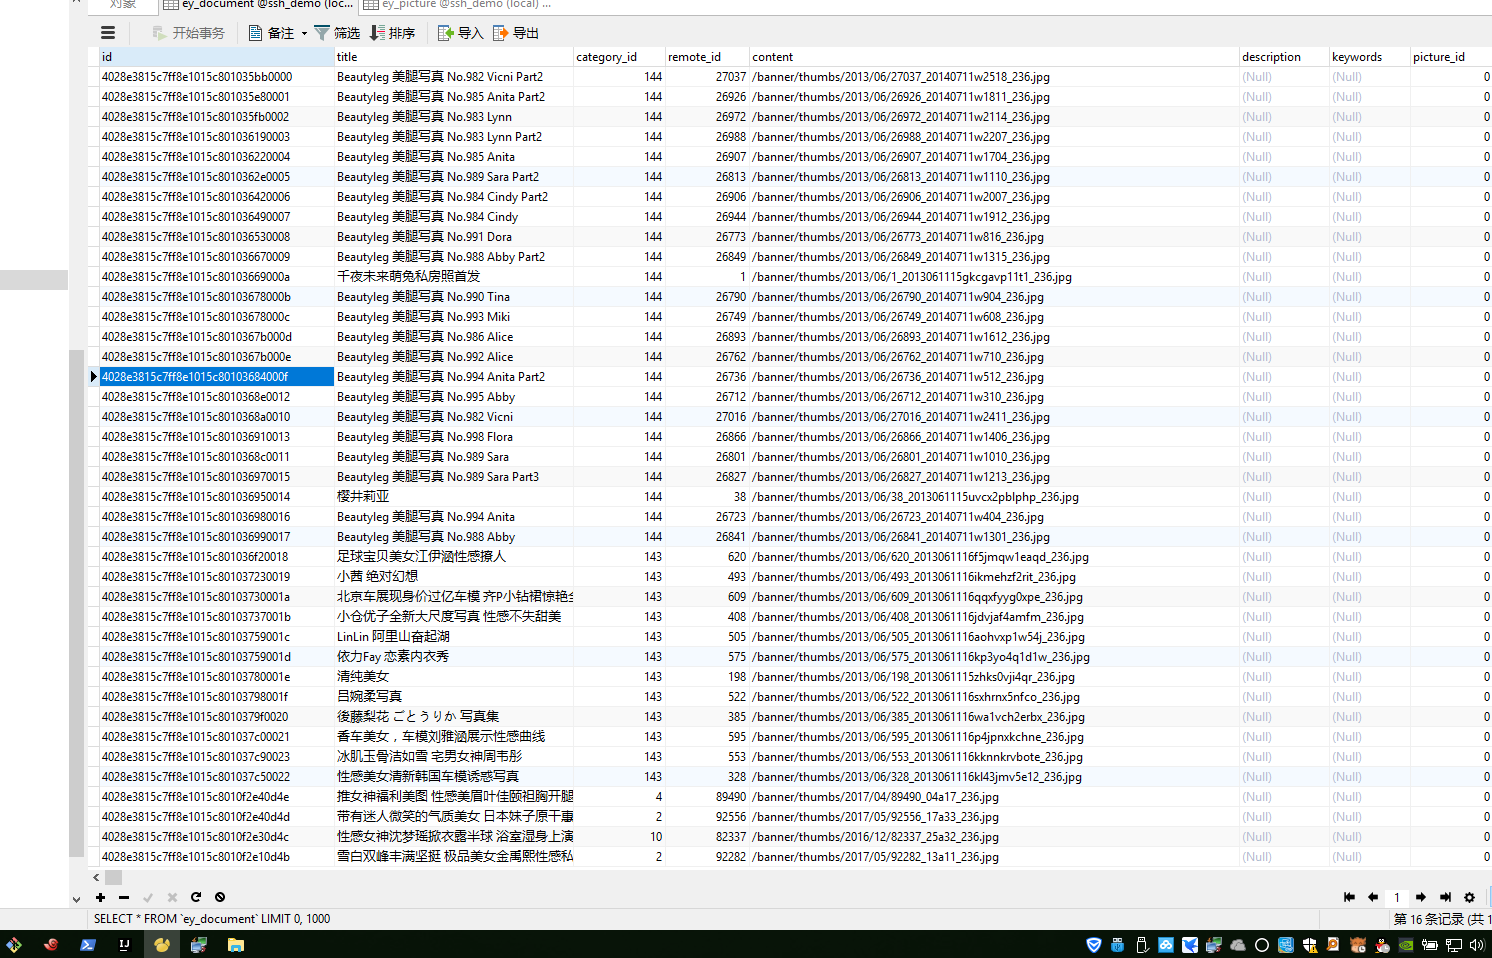 对象 ey_document @ssh_demo (loc... ey_picture @ssh_demo (local) ...
开始事务 备注 筛选 排序 导入 导出
id title category_id remote_id content description keywords picture_id
4028e3815c7ff8e1015c801035bb0000 Beautyleg 美腿写真 No.982 Vicni Part2 144 27037 /banner/thumbs/2013/06/27037_20140711w2518_236.jpg (Null) (Null) 0
4028e3815c7ff8e1015c801035e80001 Beautyleg 美腿写真 No.985 Anita Part2 144 26926 /banner/thumbs/2013/06/26926_20140711w1811_236.jpg (Null) (Null) 0
4028e3815c7ff8e1015c801035fb0002 Beautyleg 美腿写真 No.983 Lynn 144 26972 /banner/thumbs/2013/06/26972_20140711w2114_236.jpg (Null) (Null) 0
4028e3815c7ff8e1015c801036190003 Beautyleg 美腿写真 No.983 Lynn Part2 144 26988 /banner/thumbs/2013/06/26988_20140711w2207_236.jpg (Null) (Null) 0
4028e3815c7ff8e1015c801036220004 Beautyleg 美腿写真 No.985 Anita 144 26907 /banner/thumbs/2013/06/26907_20140711w1704_236.jpg (Null) (Null) 0
4028e3815c7ff8e1015c8010362e0005 Beautyleg 美腿写真 No.989 Sara Part2 144 26813 /banner/thumbs/2013/06/26813_20140711w1110_236.jpg (Null) (Null) 0
4028e3815c7ff8e1015c801036420006 Beautyleg 美腿写真 No.984 Cindy Part2 144 26906 /banner/thumbs/2013/06/26906_20140711w2007_236.jpg (Null) (Null) 0
4028e3815c7ff8e1015c801036490007 Beautyleg 美腿写真 No.984 Cindy 144 26944 /banner/thumbs/2013/06/26944_20140711w1912_236.jpg (Null) (Null) 0
4028e3815c7ff8e1015c801036530008 Beautyleg 美腿写真 No.991 Dora 144 26773 /banner/thumbs/2013/06/26773_20140711w816_236.jpg (Null) (Null) 0
4028e3815c7ff8e1015c801036670009 Beautyleg 美腿写真 No.988 Abby Part2 144 26849 /banner/thumbs/2013/06/26849_20140711w1315_236.jpg (Null) (Null) 0
4028e3815c7ff8e1015c80103669000a 千夜未来萌兔私房照首发 144 1 /banner/thumbs/2013/06/1_2013061115gkcgavp11t1_236.jpg (Null) (Null) 0
4028e3815c7ff8e1015c80103678000b Beautyleg 美腿写真 No.990 Tina 144 26790 /banner/thumbs/2013/06/26790_20140711w904_236.jpg (Null) (Null) 0
4028e3815c7ff8e1015c80103678000c Beautyleg 美腿写真 No.993 Miki 144 26749 /banner/thumbs/2013/06/26749_20140711w608_236.jpg (Null) (Null) 0
4028e3815c7ff8e1015c8010367b000d Beautyleg 美腿写真 No.986 Alice 144 26893 /banner/thumbs/2013/06/26893_20140711w1612_236.jpg (Null) (Null) 0
4028e3815c7ff8e1015c8010367b000e Beautyleg 美腿写真 No.992 Alice 144 26762 /banner/thumbs/2013/06/26762_20140711w710_236.jpg (Null) (Null) 0
4028e3815c7ff8e1015c80103684000f Beautyleg 美腿写真 No.994 Anita Part2 144 26736 /banner/thumbs/2013/06/26736_20140711w512_236.jpg (Null) (Null) 0
4028e3815c7ff8e1015c8010368e0012 Beautyleg 美腿写真 No.995 Abby 144 26712 /banner/thumbs/2013/06/26712_20140711w310_236.jpg (Null) (Null) 0
4028e3815c7ff8e1015c8010368a0010 Beautyleg 美腿写真 No.982 Vicni 144 27016 /banner/thumbs/2013/06/27016_20140711w2411_236.jpg (Null) (Null) 0
4028e3815c7ff8e1015c801036910013 Beautyleg 美腿写真 No.998 Flora 144 26866 /banner/thumbs/2013/06/26866_20140711w1406_236.jpg (Null) (Null) 0
4028e3815c7ff8e1015c8010368c0011 Beautyleg 美腿写真 No.989 Sara 144 26801 /banner/thumbs/2013/06/26801_20140711w1010_236.jpg (Null) (Null) 0
4028e3815c7ff8e1015c801036970015 Beautyleg 美腿写真 No.989 Sara Part3 144 26827 /banner/thumbs/2013/06/26827_20140711w1213_236.jpg (Null) (Null) 0
4028e3815c7ff8e1015c801036950014 樱井莉亚 144 38 /banner/thumbs/2013/06/38_2013061115uvcx2pblphp_236.jpg (Null) (Null) 0
4028e3815c7ff8e1015c801036980016 Beautyleg 美腿写真 No.994 Anita 144 26723 /banner/thumbs/2013/06/26723_20140711w404_236.jpg (Null) (Null) 0
4028e3815c7ff8e1015c801036990017 Beautyleg 美腿写真 No.988 Abby 144 26841 /banner/thumbs/2013/06/26841_20140711w1301_236.jpg (Null) (Null) 0
4028e3815c7ff8e1015c801036f20018 足球宝贝美女江伊涵性感撩人 143 620 /banner/thumbs/2013/06/620_2013061116f5jmqw1eaqd_236.jpg (Null) (Null) 0
4028e3815c7ff8e1015c801037230019 小茜 绝对幻想 143 493 /banner/thumbs/2013/06/493_2013061116ikmehzf2rit_236.jpg (Null) (Null) 0
4028e3815c7ff8e1015c80103730001a 北京车展现身价过亿车模 齐P小钻裙惊艳全 143 609 /banner/thumbs/2013/06/609_2013061116qqxfyyg0xpe_236.jpg (Null) (Null) 0
4028e3815c7ff8e1015c80103737001b 小仓优子全新大尺度写真 性感不失甜美 143 408 /banner/thumbs/2013/06/408_2013061116jdvjaf4amfm_236.jpg (Null) (Null) 0
4028e3815c7ff8e1015c80103759001c LinLin 阿里山奋起湖 143 505 /banner/thumbs/2013/06/505_2013061116aohvxp1w54j_236.jpg (Null) (Null) 0
4028e3815c7ff8e1015c80103759001d 依力Fay 恋素内衣秀 143 575 /banner/thumbs/2013/06/575_2013061116kp3yo4q1d1w_236.jpg (Null) (Null) 0
4028e3815c7ff8e1015c80103780001e 清纯美女 143 198 /banner/thumbs/2013/06/198_2013061115zhks0vji4qr_236.jpg (Null) (Null) 0
4028e3815c7ff8e1015c80103798001f 吕婉柔写真 143 522 /banner/thumbs/2013/06/522_2013061116sxhrnx5nfco_236.jpg (Null) (Null) 0
4028e3815c7ff8e1015c8010379f0020 後藤梨花 ごとうりか 写真集 143 385 /banner/thumbs/2013/06/385_2013061116wa1vch2erbx_236.jpg (Null) (Null) 0
4028e3815c7ff8e1015c801037c00021 香车美女，车模刘雅涵展示性感曲线 143 595 /banner/thumbs/2013/06/595_2013061116p4jpnxkchne_236.jpg (Null) (Null) 0
4028e3815c7ff8e1015c801037c90023 冰肌玉骨洁如雪 宅男女神周韦彤 143 553 /banner/thumbs/2013/06/553_2013061116kknnkrvbote_236.jpg (Null) (Null) 0
4028e3815c7ff8e1015c801037c50022 性感美女清新韩国车模诱惑写真 143 328 /banner/thumbs/2013/06/328_2013061116kl43jmv5e12_236.jpg (Null) (Null) 0
4028e3815c7ff8e1015c8010f2e40d4e 推女神福利美图 性感美眉叶佳颐袒胸开腿 4 89490 /banner/thumbs/2017/04/89490_04a17_236.jpg (Null) (Null) 0
4028e3815c7ff8e1015c8010f2e40d4d 带有迷人微笑的气质美女 日本妹子原干惠 2 92556 /banner/thumbs/2017/05/92556_17a33_236.jpg (Null) (Null) 0
4028e3815c7ff8e1015c8010f2e30d4c 性感女神沈梦瑶掀衣露半球 浴室湿身上演 10 82337 /banner/thumbs/2016/12/82337_25a32_236.jpg (Null) (Null) 0
4028e3815c7ff8e1015c8010f2e10d4b 雪白双峰丰满坚挺 极品美女金禹熙性感私 2 92282 /banner/thumbs/2017/05/92282_13a11_236.jpg (Null) (Null) 0
1
SELECT * FROM `ey_document` LIMIT 0, 1000 第 16 条记录 (共 1